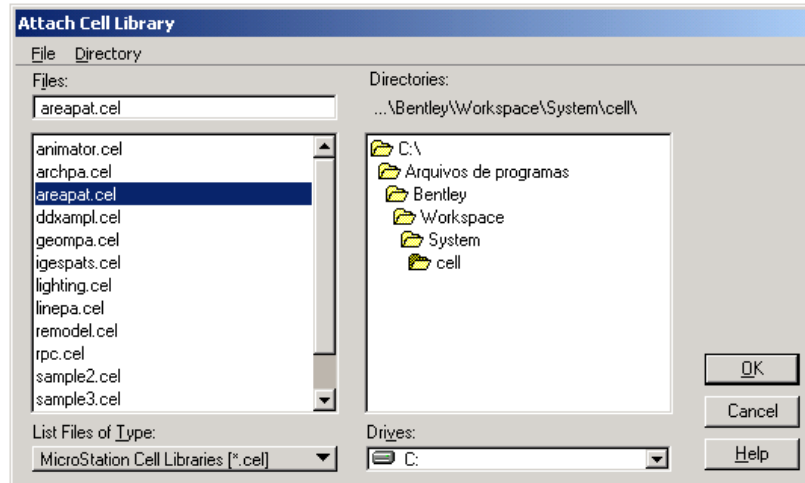 Attach Cell Library
File Directory
Files:
areapat.cel
animator.cel
archpa.cel
areapat.cel
ddxampl.cel
geompa.cel
igespats.cel
lighting.cel
linepa.cel
remodel.cel
rpc.cel
sample2.cel
sample3.cel
List Files of Type:
MicroStation Cell Libraries [*.cel]
Directories:
...\Bentley\Workspace\System\cell\
C:\
Arquivos de programas
Bentley
Workspace
System
cell
Drives:
C:
OK
Cancel
Help